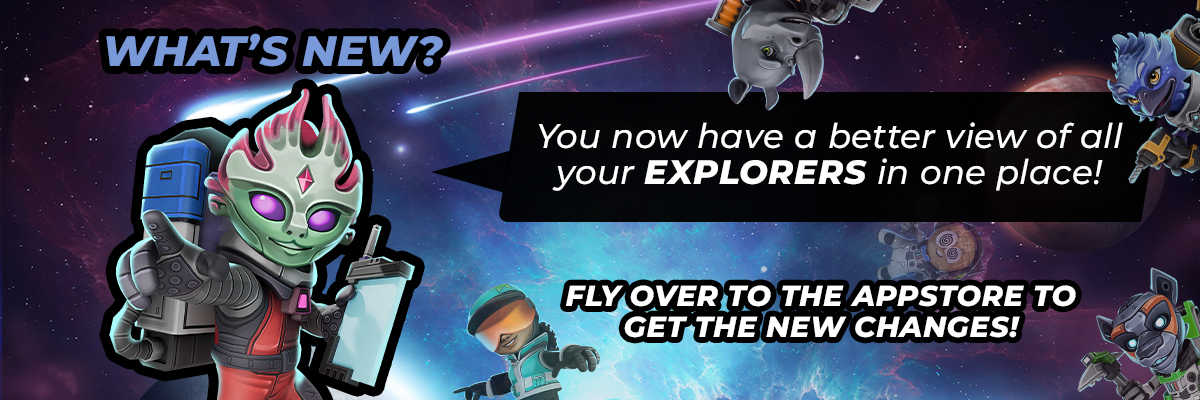 WHAT'S NEW?
You now have a better view of all
your EXPLORERS in one place!
FLY OVER TO THE APPSTORE TO
GET THE NEW CHANGES!